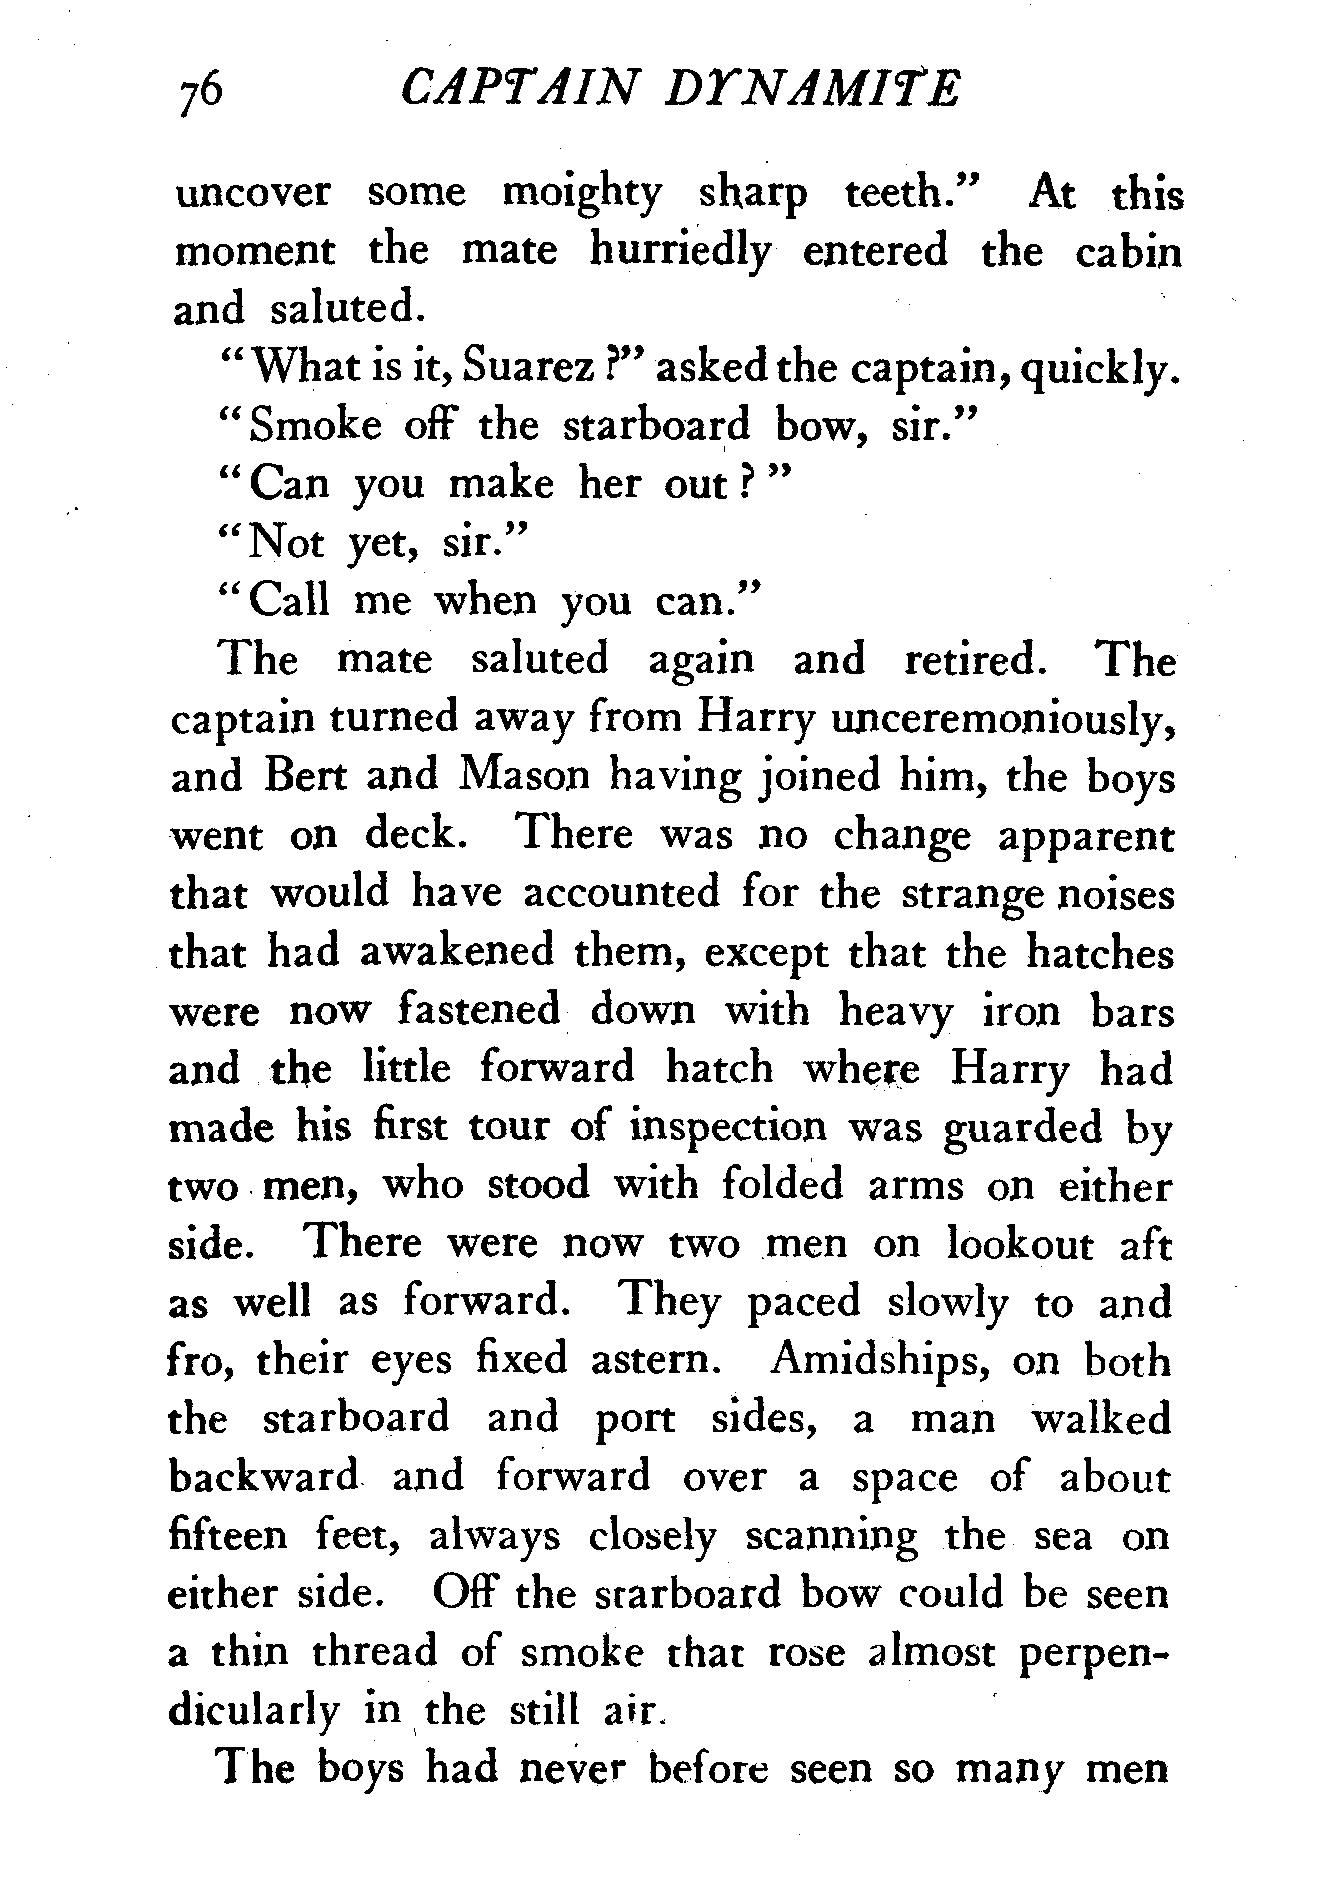 76 CAPTAIN DYNAMITE
uncover some moighty sharp teeth.” At this
moment the mate hurriedly entered the cabin
and saluted.
“What is it, Suarez ?” asked the captain, quickly.
“Smoke off the starboard bow, sir.”
“Can you make her out ? ”
“Not yet, sir.”
“Call me when you can.”
The mate saluted again and retired. The
captain turned away from Harry unceremoniously,
and Bert and Mason having joined him, the boys
went on deck. There was no change apparent
that would have accounted for the strange noises
that had awakened them, except that the hatches
were now fastened down with heavy iron bars
and the little forward hatch where Harry had
made his first tour of inspection was guarded by
two men, who stood with folded arms on either
side. There were now two men on lookout aft
as well as forward. They paced slowly to and
fro, their eyes fixed astern. Amidships, on both
the starboard and port sides, a man walked
backward and forward over a space of about
fifteen feet, always closely scanning the sea on
either side. Off the starboard bow could be seen
a thin thread of smoke that rose almost perpen-
dicularly in the still air.
The boys had never before seen so many men